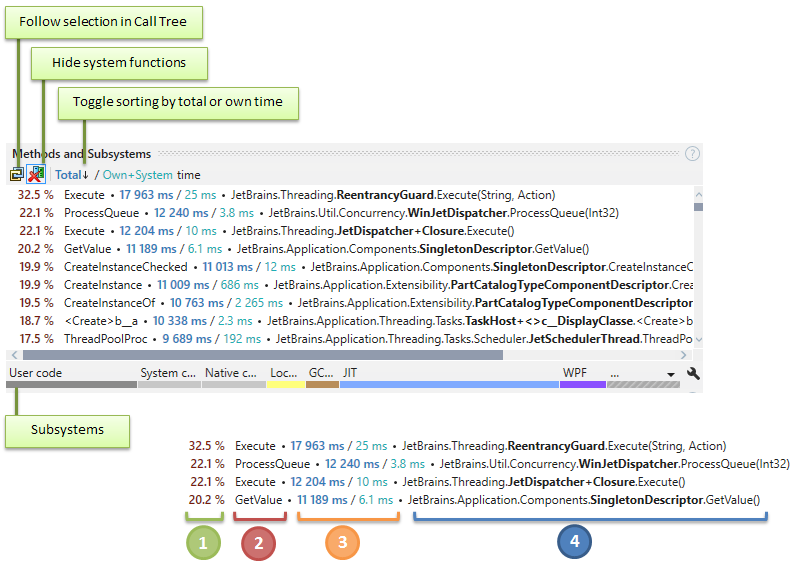 Follow selection in Call Tree
Hide system functions
Toggle sorting by total or own time
Methods and Subsystems
?
Total↓ / Own+System time
32.5 % Execute • 17 963 ms / 25 ms • JetBrains.Threading.ReentrancyGuard.Execute(String, Action)
22.1 % ProcessQueue • 12 240 ms / 3.8 ms • JetBrains.Util.Concurrency.WinJetDispatcher.ProcessQueue(Int32)
22.1 % Execute • 12 204 ms / 10 ms • JetBrains.Threading.JetDispatcher+Closure.Execute()
20.2 % GetValue • 11 189 ms / 6.1 ms • JetBrains.Application.Components.SingletonDescriptor.GetValue()
19.9 % CreateInstanceChecked • 11 013 ms / 12 ms • JetBrains.Application.Components.SingletonDescriptor.CreateInstanceC
19.9 % CreateInstance • 11 009 ms / 686 ms • JetBrains.Application.Extensibility.PartCatalogTypeComponentDescriptor.Crea
19.5 % CreateInstanceOf • 10 763 ms / 2 265 ms • JetBrains.Application.Extensibility.PartCatalogTypeComponentDescriptor
18.7 % <Create>b__a • 10 338 ms / 2.3 ms • JetBrains.Application.Threading.Tasks.TaskHost+<>c__DisplayClasse.<Create>b
17.5 % ThreadPoolProc • 9 689 ms / 192 ms • JetBrains.Threading.Tasks.Scheduler.JetSchedulerThread.ThreadPo
User code System c... Native c... Loc... GC... JIT WPF ...
Subsystems
32.5 % Execute • 17 963 ms / 25 ms • JetBrains.Threading.ReentrancyGuard.Execute(String, Action)
22.1 % ProcessQueue • 12 240 ms / 3.8 ms • JetBrains.Util.Concurrency.WinJetDispatcher.ProcessQueue(Int32)
22.1 % Execute • 12 204 ms / 10 ms • JetBrains.Threading.JetDispatcher+Closure.Execute()
20.2 % GetValue • 11 189 ms / 6.1 ms • JetBrains.Application.Components.SingletonDescriptor.GetValue()
1 2 3 4